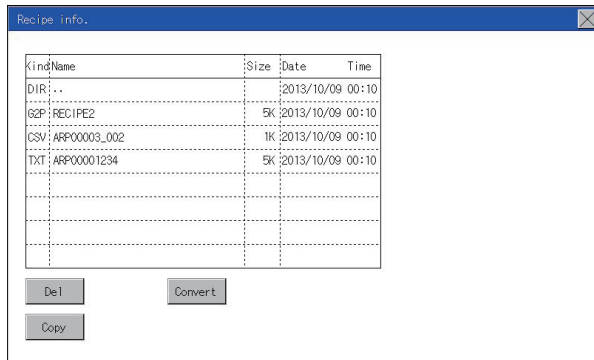 Recipe info.
Kind Name Size Date Time
DIR .. 2013/10/09 00:10
G2P RECIPE2 5K 2013/10/09 00:10
CSV ARP00003_002 1K 2013/10/09 00:10
TXT ARP00001234 5K 2013/10/09 00:10
Del Convert
Copy